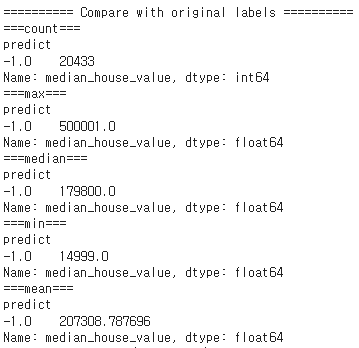 ========== Compare with original labels ==========
===count===
predict
-1.0    20433
Name: median_house_value, dtype: int64
===max===
predict
-1.0    500001.0
Name: median_house_value, dtype: float64
===median===
predict
-1.0    179800.0
Name: median_house_value, dtype: float64
===min===
predict
-1.0    14999.0
Name: median_house_value, dtype: float64
===mean===
predict
-1.0    207308.787696
Name: median_house_value, dtype: float64